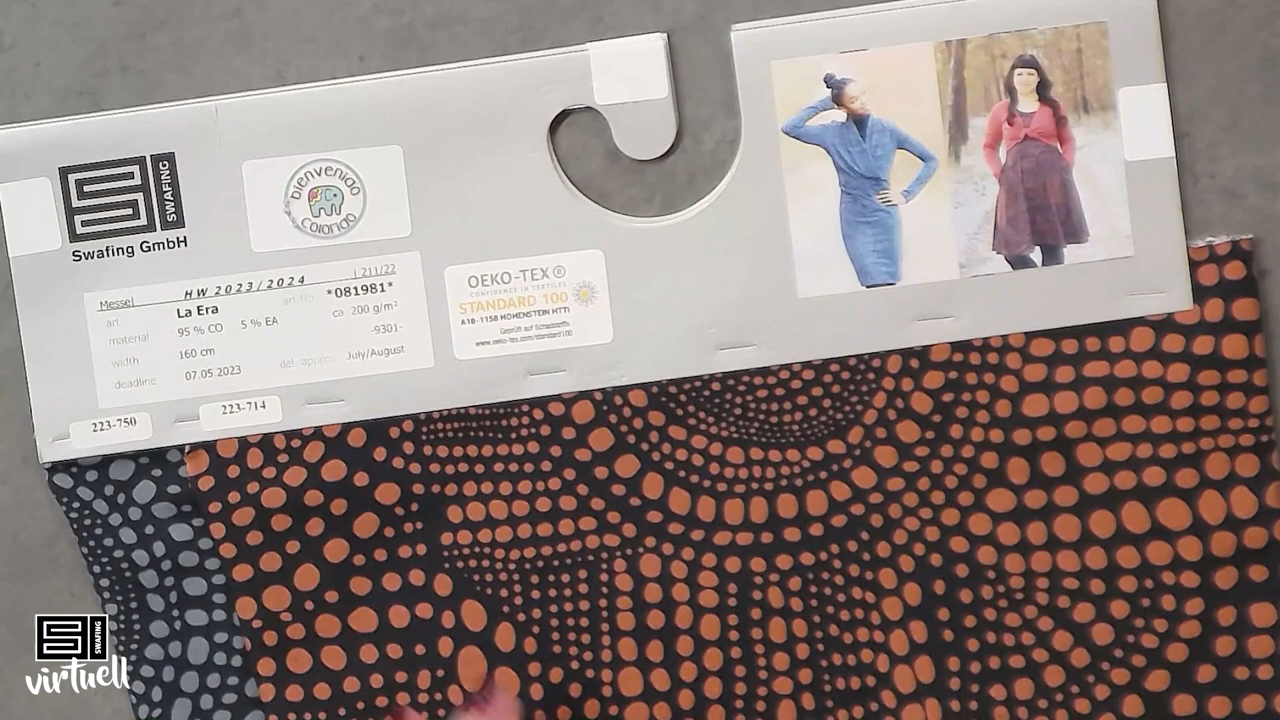 SWAFING
Swafing GmbH
bienvenido
colorido
Messe!
HW 2023/2024
211/22
art.
La Era
art.no.
*081981*
material
95 % CO 5 % EA
ca. 200 g/m²
width
160 cm
-9301-
deadline
07.05.2023
del. approx.
July/August
223-750
223-714
OEKO-TEX®
CONFIDENCE IN TEXTILES
STANDARD 100
A18-1158 HOHENSTEIN HTTI
Geprüft auf Schadstoffe.
www.oeko-tex.com/standard100
SWAFING
virtuell